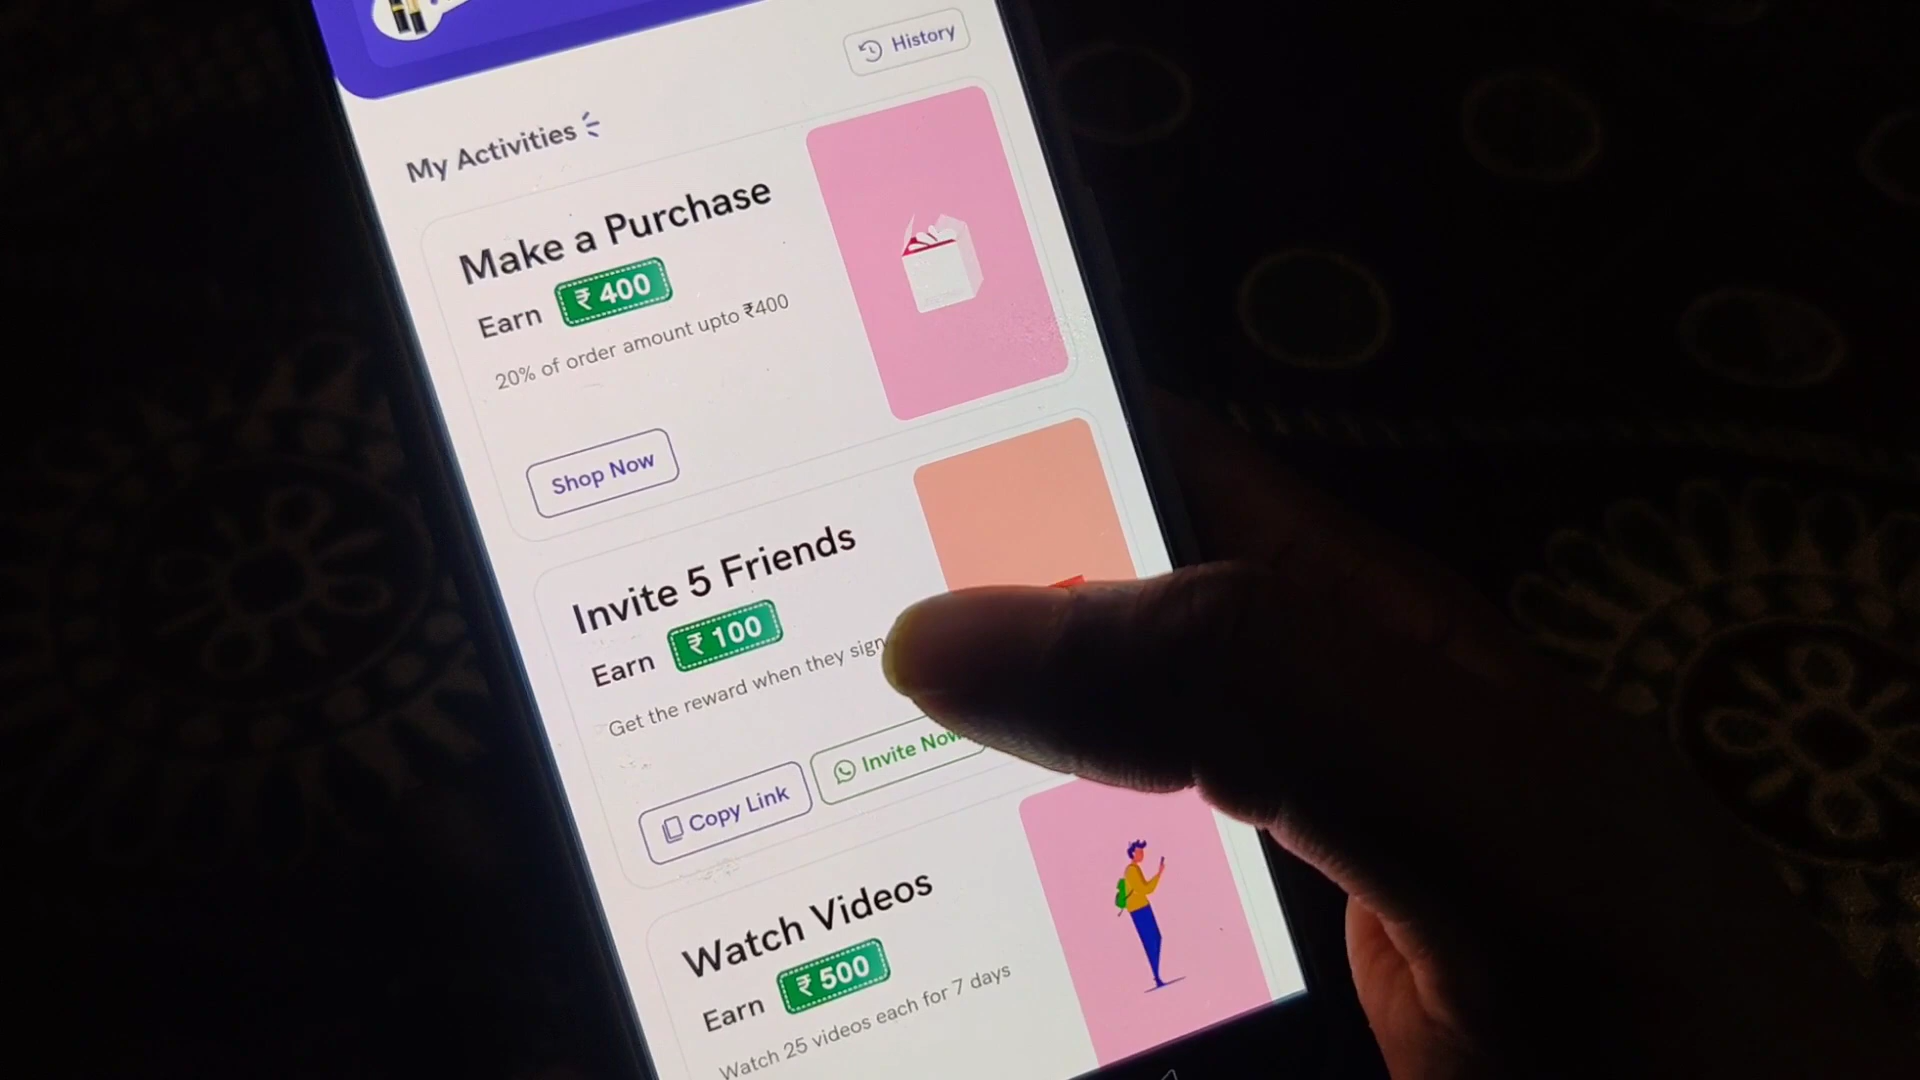 History
My Activities
Make a Purchase
Earn ₹ 400
20% of order amount upto ₹400
Shop Now
Invite 5 Friends
Earn ₹ 100
Get the reward when they sign
Copy Link
Invite Now
Watch Videos
Earn ₹ 500
Watch 25 videos each for 7 days